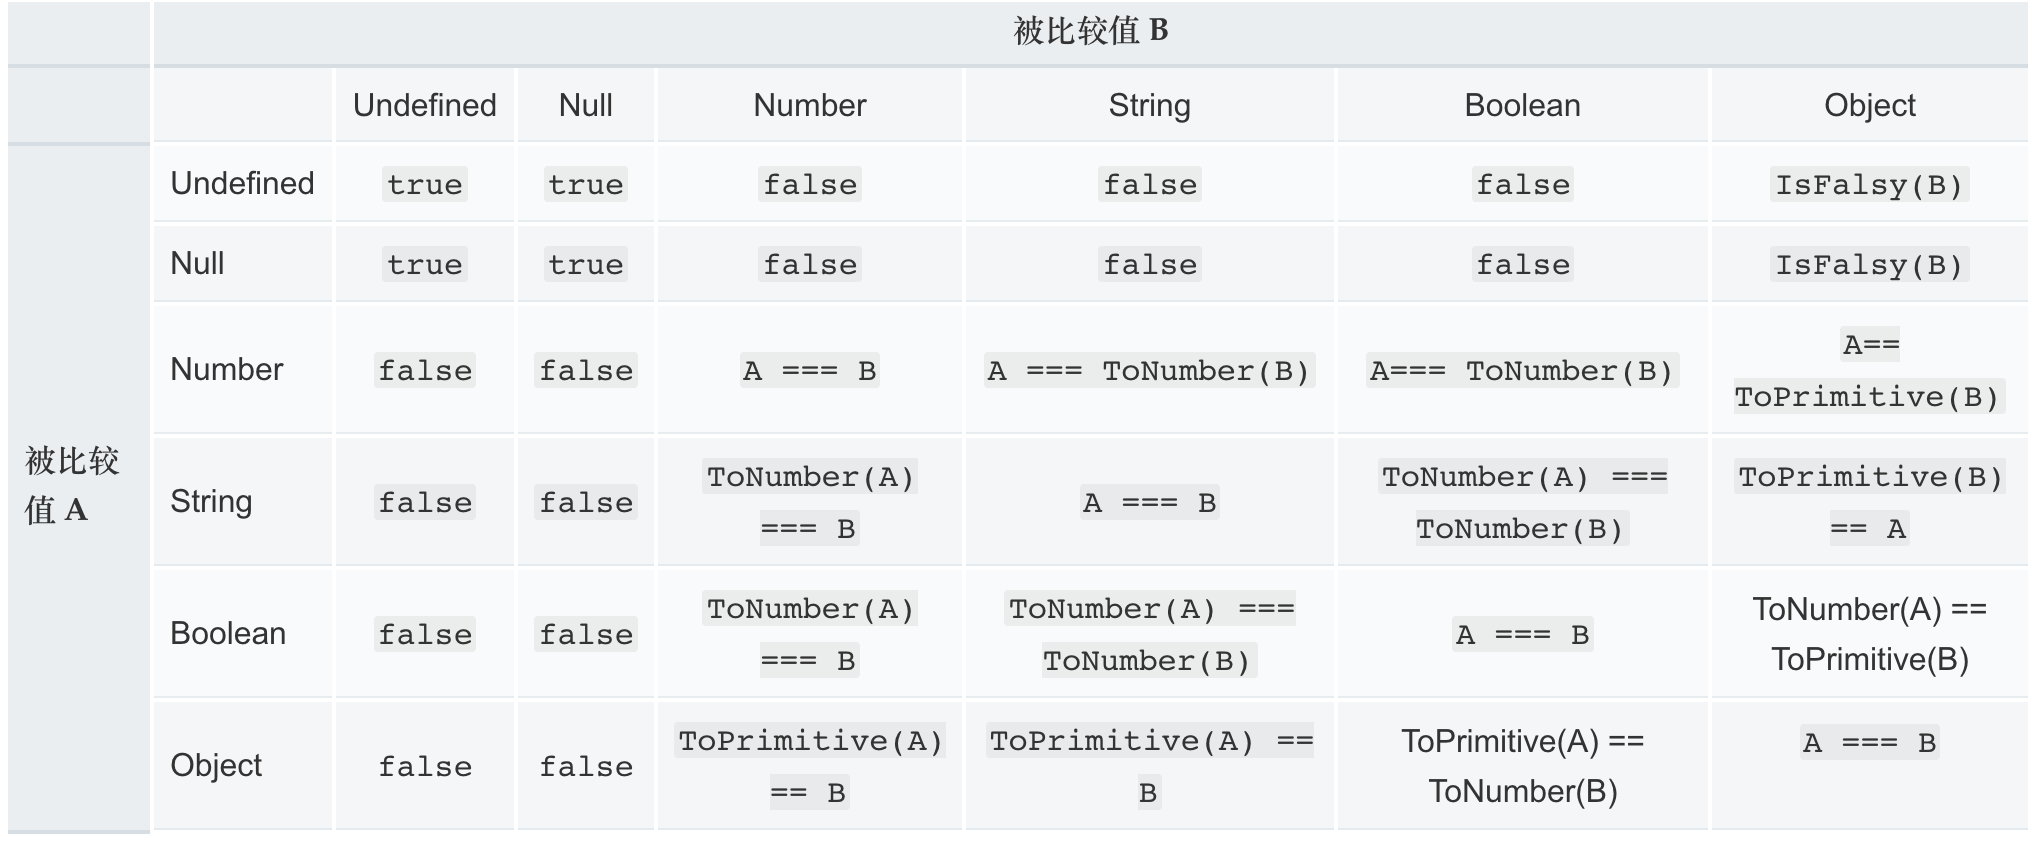 被比较值 B
Undefined Null Number String Boolean Object
Undefined true true false false false IsFalsy(B)
Null true true false false false IsFalsy(B)
被比较
值 A
Number false false A === B A === ToNumber(B) A=== ToNumber(B) A==
ToPrimitive(B)
String false false ToNumber(A)
=== B A === B ToNumber(A) ===
ToNumber(B) ToPrimitive(B)
== A
Boolean false false ToNumber(A)
=== B ToNumber(A) ===
ToNumber(B) A === B ToNumber(A) ==
ToPrimitive(B)
Object false false ToPrimitive(A)
== B ToPrimitive(A) ==
B ToPrimitive(A) ==
ToNumber(B) A === B